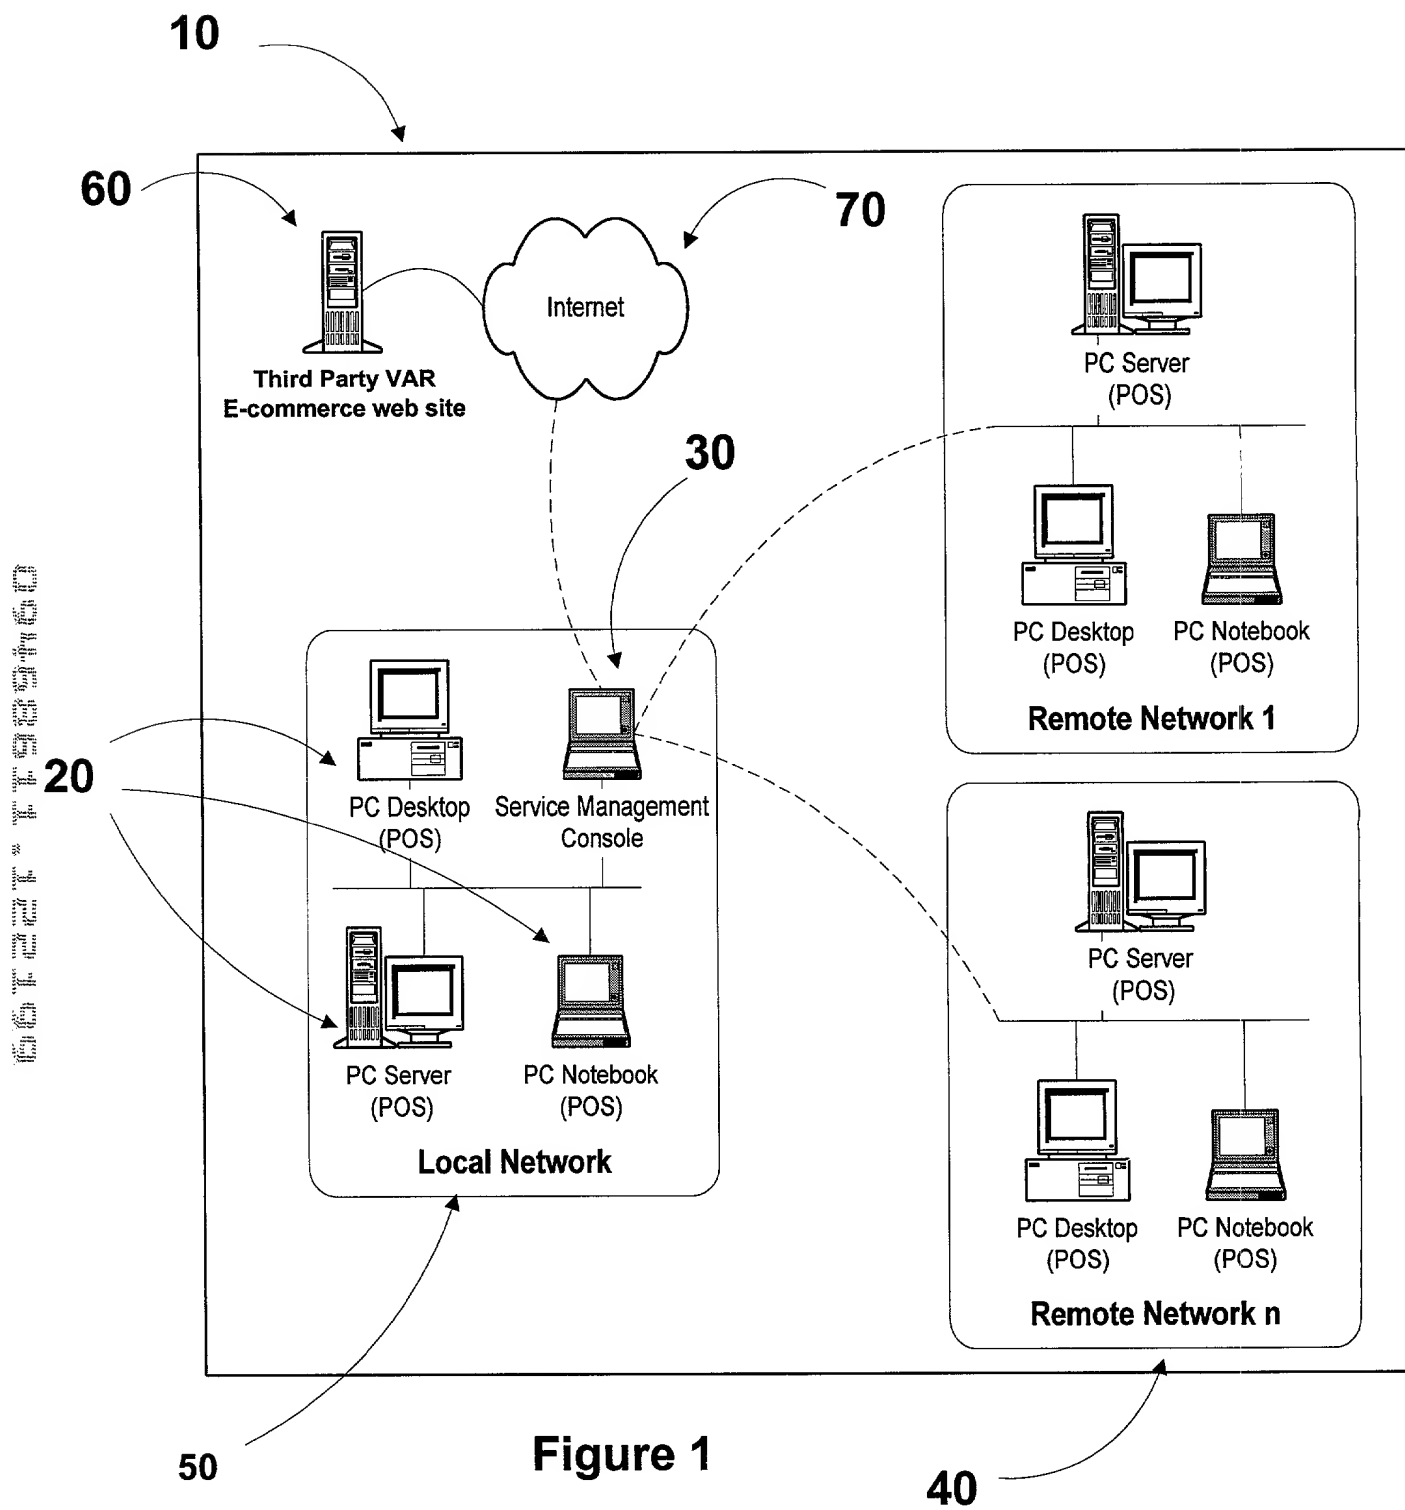 10
60
70
Internet
Third Party VAR
E-commerce web site
30
PC Server
(POS)
PC Desktop
(POS)
PC Notebook
(POS)
Remote Network 1
20
PC Desktop
(POS)
Service Management
Console
PC Server
(POS)
PC Notebook
(POS)
Local Network
PC Server
(POS)
PC Desktop
(POS)
PC Notebook
(POS)
Remote Network n
50
Figure 1
40
09468511.122199